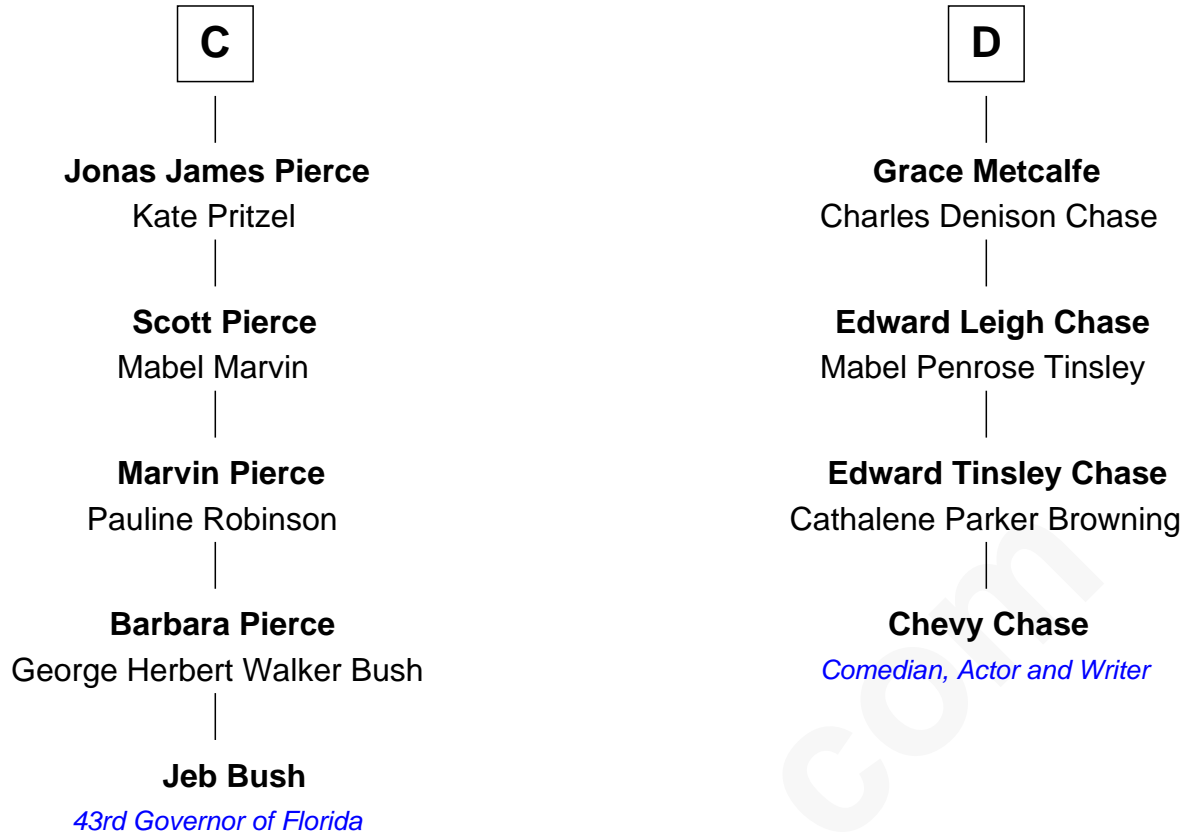 C
Jonas James Pierce
Kate Pritzel
Scott Pierce
Mabel Marvin
Marvin Pierce
Pauline Robinson
Barbara Pierce
George Herbert Walker Bush
Jeb Bush
43rd Governor of Florida
D
Grace Metcalfe
Charles Denison Chase
Edward Leigh Chase
Mabel Penrose Tinsley
Edward Tinsley Chase
Cathalene Parker Browning
Chevy Chase
Comedian, Actor and Writer
com